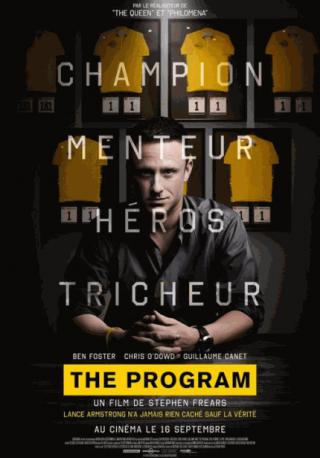 PAR LE RÉALISATEUR DE
"THE QUEEN" ET "PHILOMENA"
CHAMPION
MENTEUR
HÉROS
TRICHEUR
BEN FOSTER CHRIS O'DOWD GUILLAUME CANET
THE PROGRAM
UN FILM DE STEPHEN FREARS
LANCE ARMSTRONG N'A JAMAIS RIEN CACHÉ SAUF LA VÉRITÉ
AU CINÉMA LE 16 SEPTEMBRE